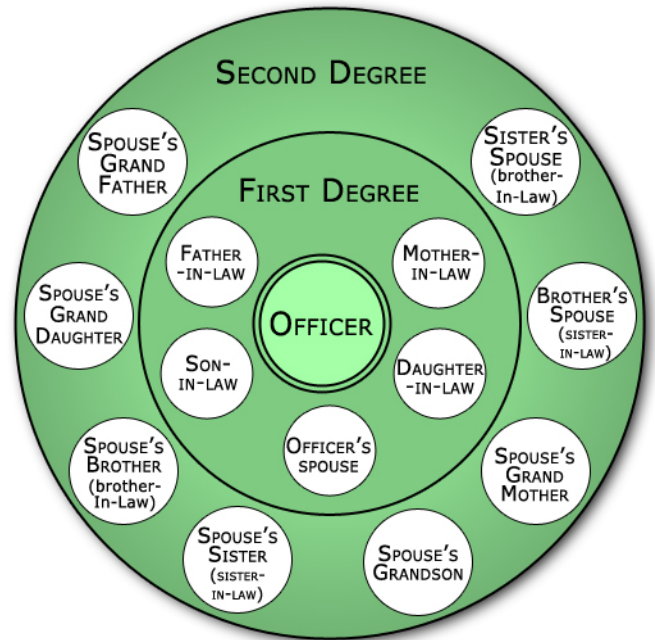 SECOND DEGREE
SPOUSE'S
GRAND
FATHER
SISTER'S
SPOUSE
(brother-
In-Law)
FIRST DEGREE
FATHER
-IN-LAW
MOTHER-
IN-LAW
SPOUSE'S
GRAND
DAUGHTER
OFFICER
BROTHER'S
SPOUSE
(SISTER-
IN-LAW)
SON-
IN-LAW
DAUGHTER
-IN-LAW
SPOUSE'S
BROTHER
(brother-
In-Law)
OFFICER'S
SPOUSE
SPOUSE'S
GRAND
MOTHER
SPOUSE'S
SISTER
(SISTER-
IN-LAW)
SPOUSE'S
GRANDSON